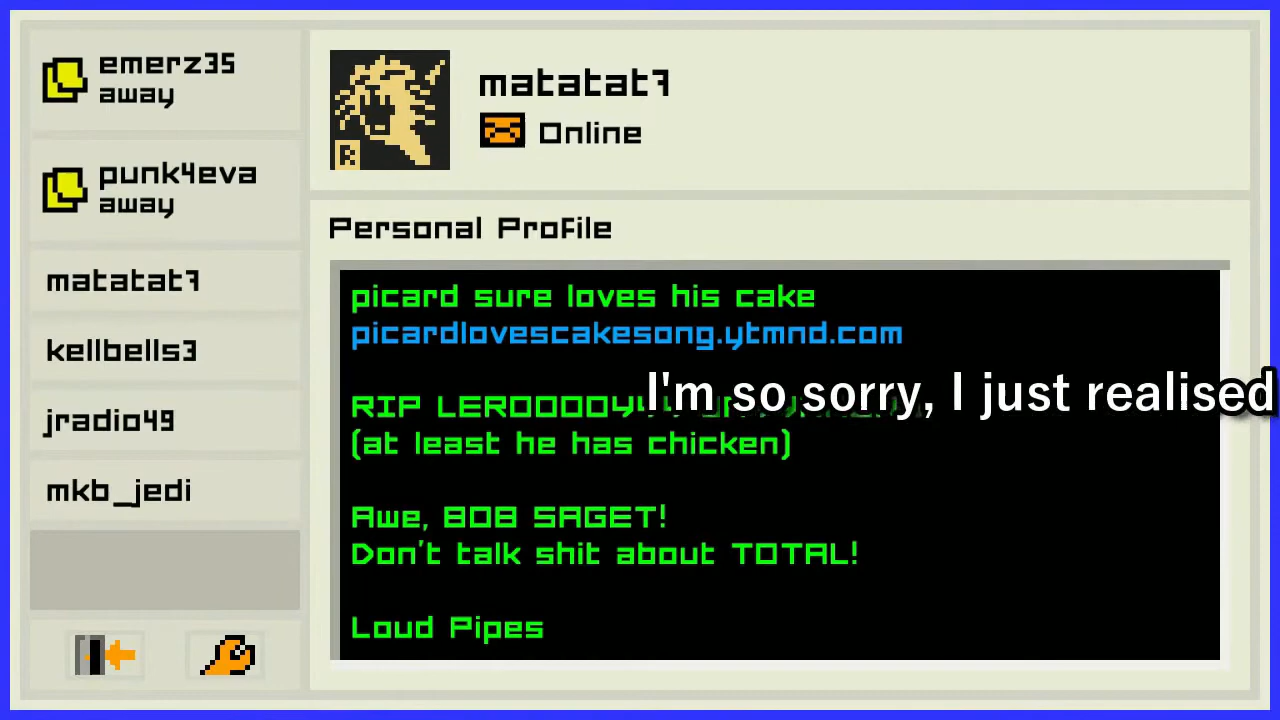 emerz35
away
punk4eva
away
matatat7
kellbells3
jradio49
mkb_jedi
matatat7
Online
Personal Profile
picard sure loves his cake
picardlovescakesong.ytmnd.com
RIP
I'm so sorry, I just realised
(at least he has chicken)
Awe, BOB SAGET!
Don't talk shit about TOTAL!
Loud Pipes